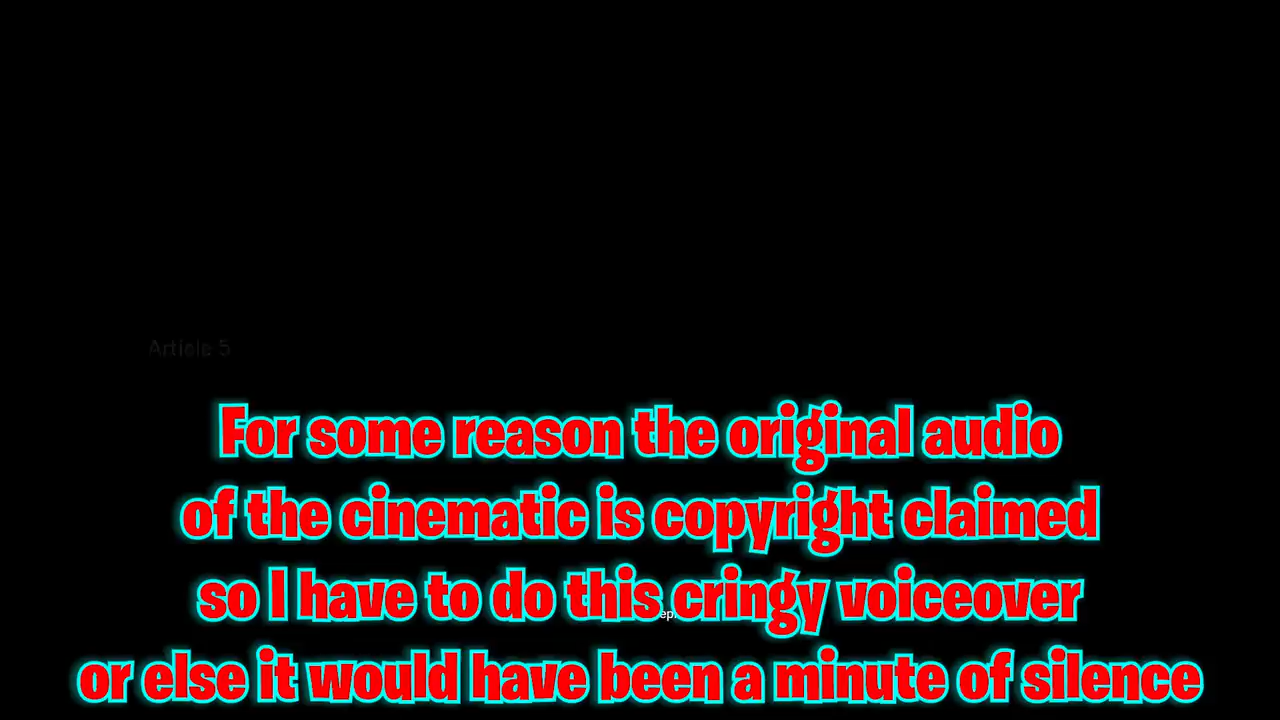 Article 5
For some reason the original audio
of the cinematic is copyright claimed
so I have to do this cringy voiceover
or else it would have been a minute of silence